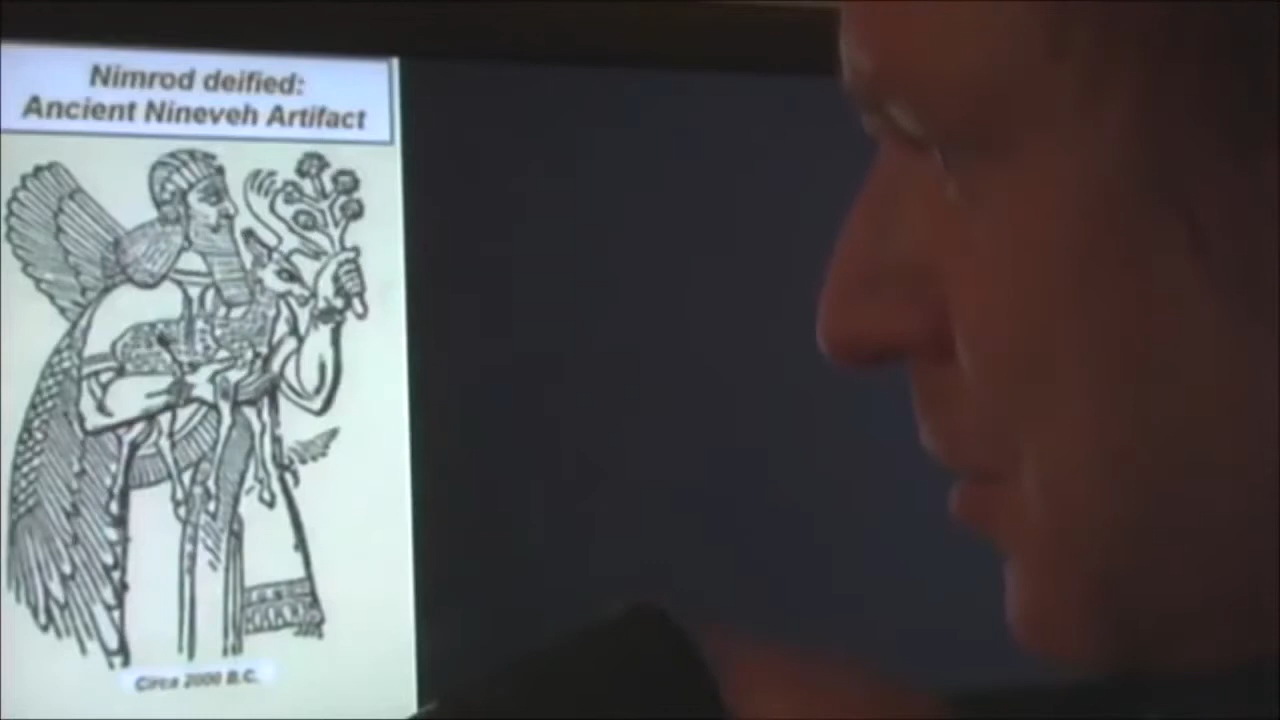 Nimrod deified:
Ancient Nineveh Artifact
Circa 2000 B.C.